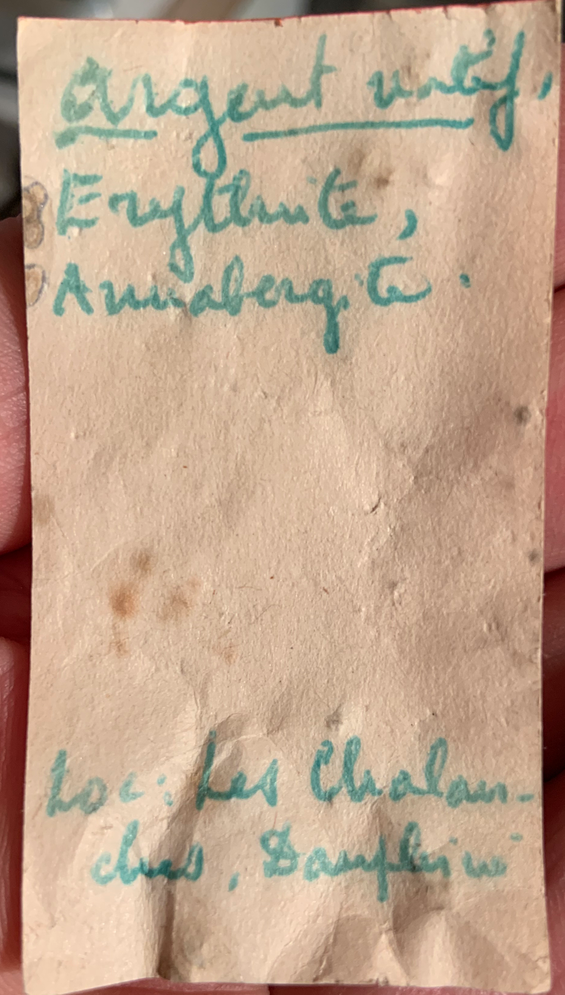 Argent natif,
Erythrite,
Annabergite.
Loc: Les Chalan-
ches, Dauphiné